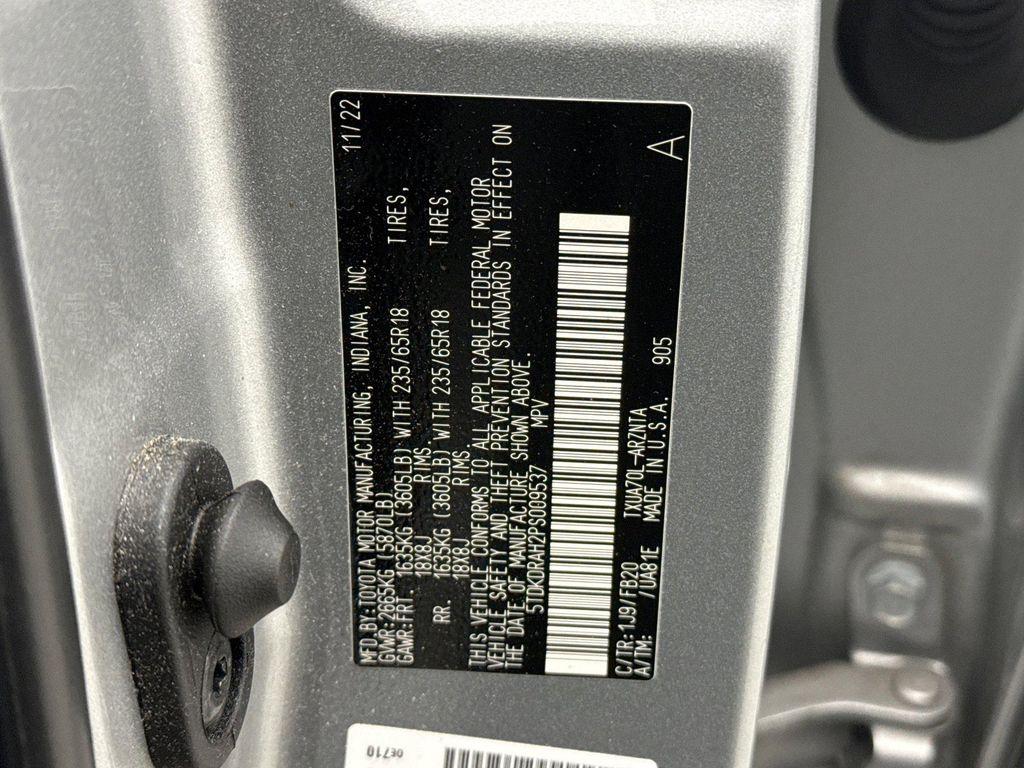 MFD.BY:TOYOTA MOTOR MANUFACTURING, INDIANA, INC. 11/22
GVWR:2665KG (5870LB)
GAWR:FRT. 1635KG (3605LB) WITH 235/65R18 TIRES,
18X8J RIMS
RR. 1635KG (3605LB) WITH 235/65R18 TIRES,
18X8J RIMS
THIS VEHICLE CONFORMS TO ALL APPLICABLE FEDERAL MOTOR
VEHICLE SAFETY AND THEFT PREVENTION STANDARDS IN EFFECT ON
THE DATE OF MANUFACTURE SHOWN ABOVE.
5TDKDRAH2PS009537 MPV
A
C/TR:1J9/FB20 TXUA70L-ARZNTA
A/TM: /UA81E MADE IN U.S.A. 905
0E710